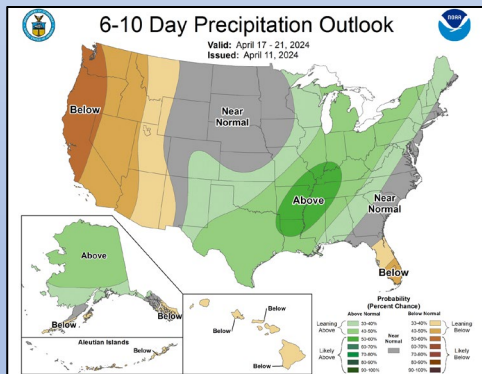 6-10 Day Precipitation Outlook
Valid: April 17 - 21, 2024
Issued: April 11, 2024
NOAA
Below
Near
Normal
Above
Near
Normal
Below
Above
Below
Below
Aleutian Islands
Below
Below
Below
Below
Probability
(Percent Chance)
Above Normal
Below Normal
Leaning
Above
Likely
Above
33-40%
40-50%
50-60%
60-70%
70-80%
80-90%
90-100%
Near
Normal
33-40%
40-50%
50-60%
60-70%
70-80%
80-90%
90-100%
Leaning
Below
Likely
Below